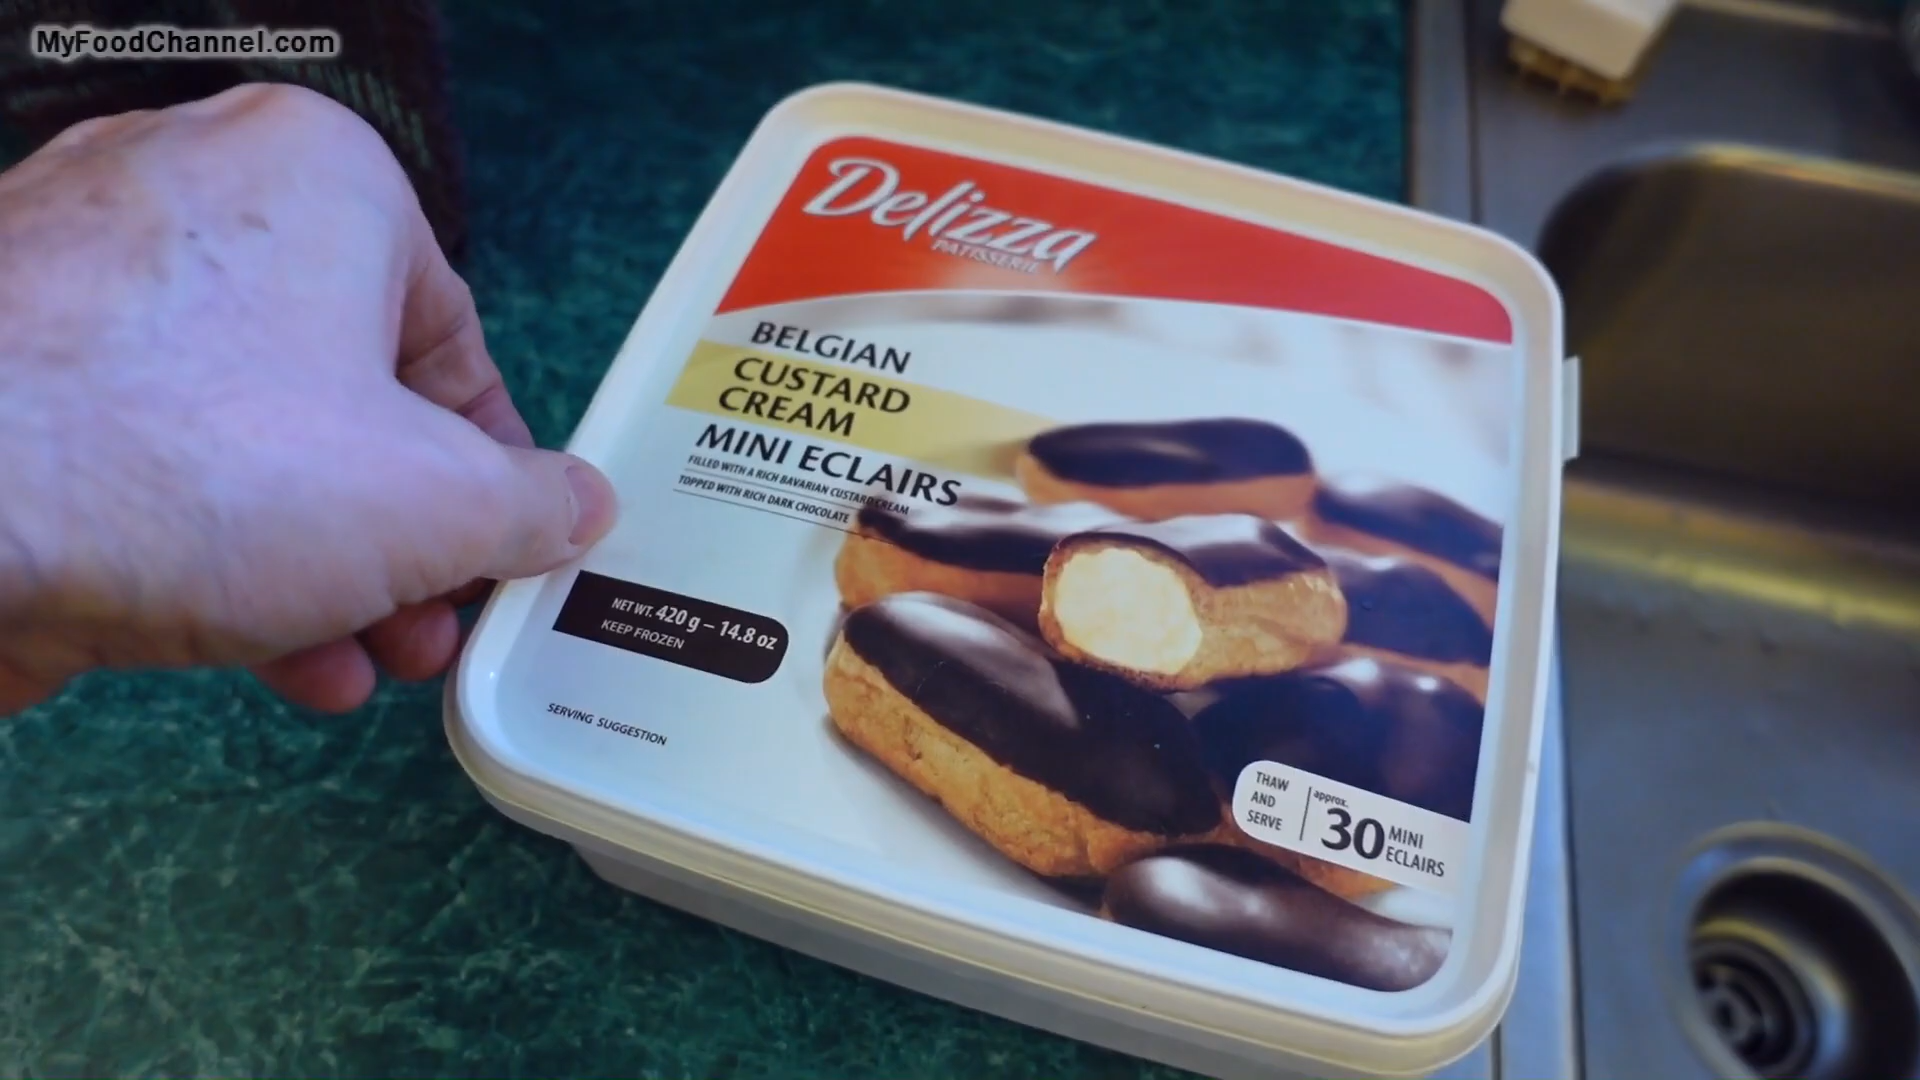 MyFoodChannel.com
Delizza
PATISSERIE
BELGIAN
CUSTARD
CREAM
MINI ECLAIRS
FILLED WITH A RICH BAVARIAN CUSTARD CREAM
TOPPED WITH RICH DARK CHOCOLATE
NET WT. 420 g – 14.8 oz
KEEP FROZEN
SERVING SUGGESTION
THAW
AND
SERVE
approx.
30 MINI
ECLAIRS